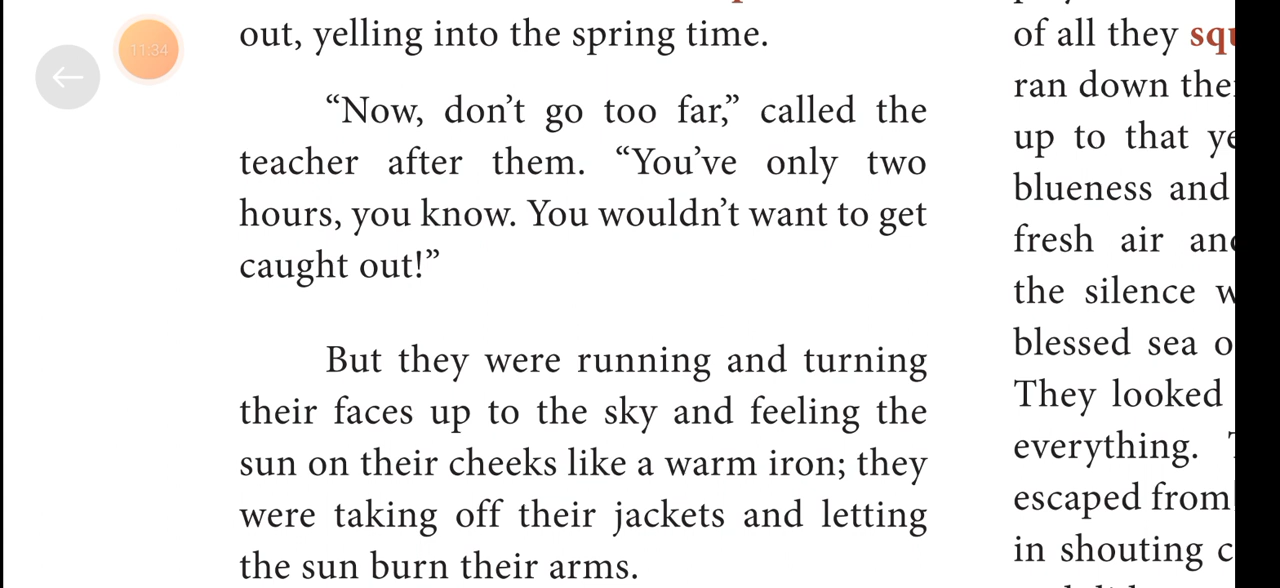 11:34
out, yelling into the spring time.
“Now, don’t go too far,” called the
teacher after them. “You’ve only two
hours, you know. You wouldn’t want to get
caught out!”
But they were running and turning
their faces up to the sky and feeling the
sun on their cheeks like a warm iron; they
were taking off their jackets and letting
the sun burn their arms.
of all they
ran down
up to that
blueness and
fresh air
the silence
blessed sea
They looked
everything.
escaped from
in shouting